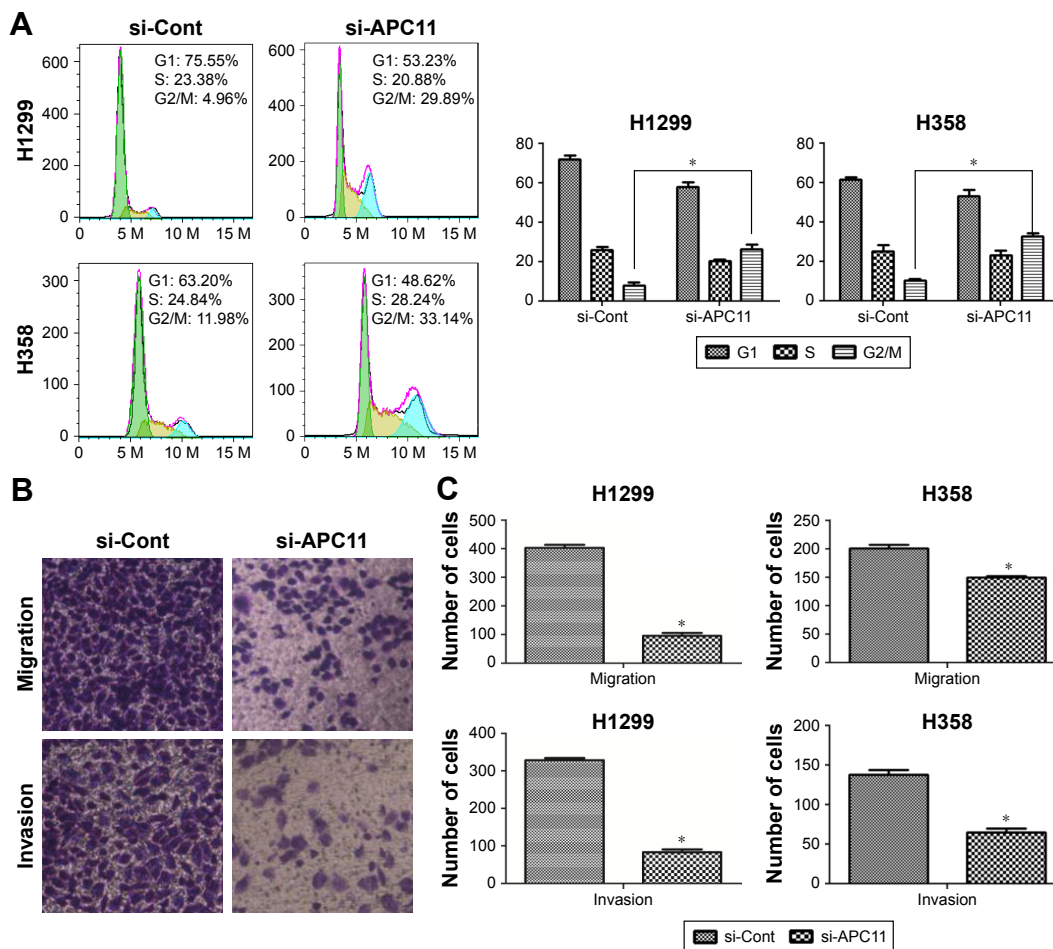 A
si-Cont
si-APC11
H1299
600
400
200
0
5 M
10 M
15 M
G1: 75.55%
S: 23.38%
G2/M: 4.96%
600
400
200
0
5 M
10 M
15 M
G1: 53.23%
S: 20.88%
G2/M: 29.89%
H358
300
200
100
0
5 M
10 M
15 M
G1: 63.20%
S: 24.84%
G2/M: 11.98%
300
200
100
0
5 M
10 M
15 M
G1: 48.62%
S: 28.24%
G2/M: 33.14%
H1299
80
60
40
20
0
*
si-Cont
si-APC11
H358
80
60
40
20
0
*
si-Cont
si-APC11
G1
S
G2/M
B
si-Cont
si-APC11
Migration
Invasion
C
H1299
Number of cells
500
400
300
200
100
0
*
Migration
H358
Number of cells
250
200
150
100
50
0
*
Migration
H1299
Number of cells
400
300
200
100
0
*
Invasion
H358
Number of cells
200
150
100
50
0
*
Invasion
si-Cont
si-APC11